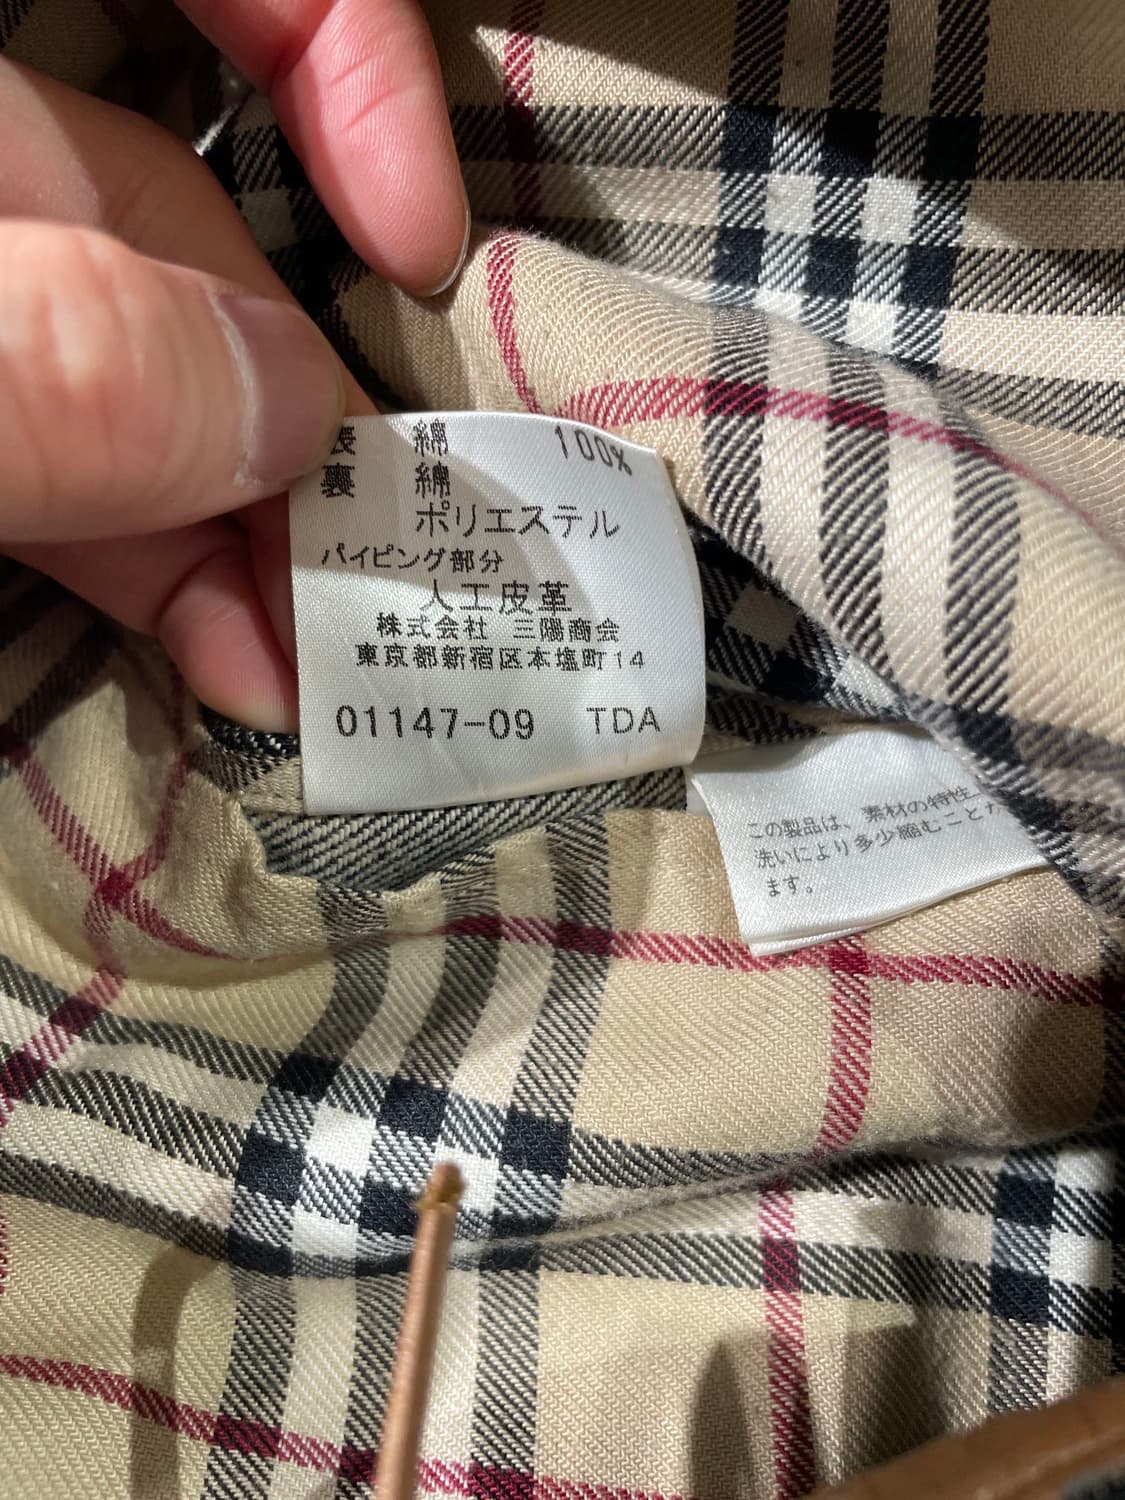 表 綿 100%
裏 綿
ポリエステル
パイピング部分
人工皮革
株式会社 三陽商会
東京都新宿区本塩町14
01147-09 TDA
この製品は、素材の特性
洗いにより多少縮むことが
ます。